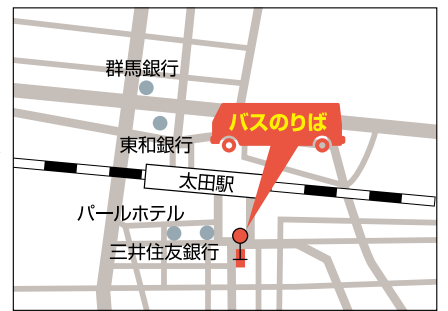 群馬銀行
バスのりば
東和銀行
太田駅
パールホテル
三井住友銀行